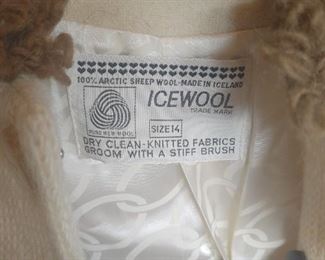 100% ARCTIC SHEEP WOOL-MADE IN ICELAND
ICEWOOL
TRADE MARK
PURE NEW WOOL
SIZE 14
DRY CLEAN-KNITTED FABRICS
GROOM WITH A STIFF BRUSH